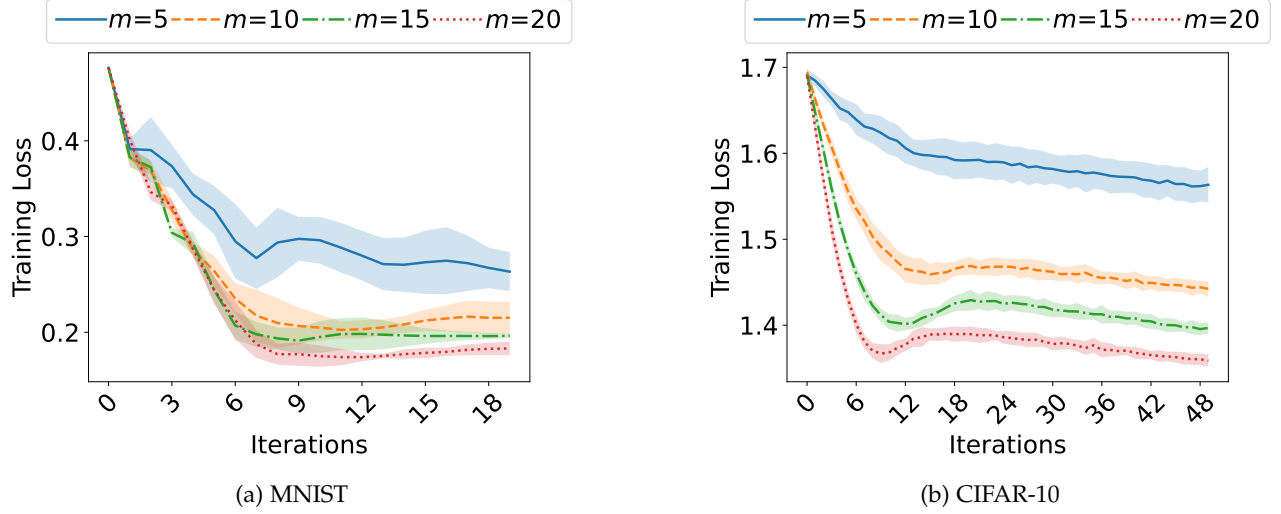 m=5 m=10 m=15 m=20
0.4
0.3
0.2
Training Loss
0 3 6 9 12 15 18
Iterations
(a) MNIST
m=5 m=10 m=15 m=20
1.7
1.6
1.5
1.4
Training Loss
0 6 12 18 24 30 36 42 48
Iterations
(b) CIFAR-10